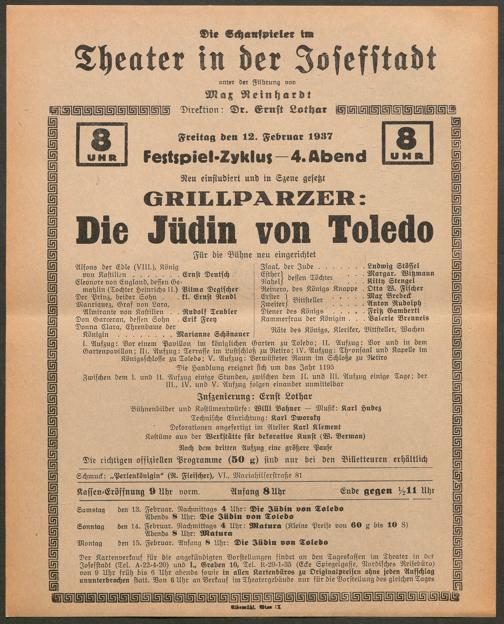 Die Schauspieler im
Theater in der Josefstadt
unter der Führung von
Max Reinhardt
Direktion: Dr. Ernst Lothar
8 UHR
Freitag den 12. Februar 1937
8 UHR
Festspiel-Zyklus — 4. Abend
Neu einstudiert und in Szene gesetzt
GRILLPARZER:
Die Jüdin von Toledo
Für die Bühne neu eingerichtet
Alfons der Edle (VIII.), König
von Kastilien . . . . . . Ernst Deutsch
Eleonore von England, dessen Ge-
mahlin (Tochter Heinrichs II.) Vilma Degischer
Der Prinz, beider Sohn . kl. Ernst Rendl
Manriquez, Graf von Lara,
Almirante von Kastilien . Rudolf Teubler
Don Garceran, dessen Sohn . Erik Frey
Donna Clara, Ehrendame der
Königin . . . . . . Marianne Schönauer
Isaak, der Jude . . . . . . Ludwig Stössel
Esther } dessen Töchter . . . . Margar. Wißmann
Rahel } . . . . Kitty Stengel
Reinero, des Königs Knappe . Otto W. Fischer
Erster } Bittsteller . . . . Max Brebeck
Zweiter } . . . . Anton Rudolph
Diener des Königs . . . . Fritz Gamberti
Kammerfrau der Königin . . Valerie Brenneis
Räte des Königs, Kleriker, Bittsteller, Wachen
I. Aufzug: Vor einem Pavillon im königlichen Garten zu Toledo; II. Aufzug: Vor und in dem
Gartenpavillon; III. Aufzug: Terrasse im Lustschloß zu Retiro; IV. Aufzug: Thronsaal und Kapelle im
Königsschlosse zu Toledo; V. Aufzug: Verwüsteter Raum im Schloß zu Retiro
Die Handlung ereignet sich um das Jahr 1195
Zwischen dem I. und II. Aufzug einige Stunden, zwischen dem II. und III. Aufzug einige Tage; der
III., IV. und V. Aufzug folgen einander unmittelbar
Inszenierung: Ernst Lothar
Bühnenbilder und Kostümentwürfe: Willi Bahner — Musik: Karl Hudez
Technische Einrichtung: Karl Dworsky
Dekorationen angefertigt im Atelier Karl Klement
Kostüme aus der Werkstätte für dekorative Kunst (W. Berman)
Nach dem dritten Aufzug eine größere Pause
Die richtigen offiziellen Programme (50 g) sind nur bei den Billetteuren erhältlich
Schmuck: „Perlenkönigin“ (R. Fleischer), VI., Mariahilferstraße 81
Kassen-Eröffnung 9 Uhr vorm. Anfang 8 Uhr Ende gegen ½11 Uhr
Samstag den 13. Februar. Nachmittags 4 Uhr: Die Jüdin von Toledo
Abends 8 Uhr: Die Jüdin von Toledo
Sonntag den 14. Februar. Nachmittags 4 Uhr: Matura (Kleine Preise von 60 g bis 10 S)
Abends 8 Uhr: Matura
Montag den 15. Februar. Anfang 8 Uhr: Die Jüdin von Toledo
Der Kartenverkauf für die angekündigten Vorstellungen findet an den Tageskassen im Theater in der
Josefstadt (Tel. A-22-4-20) und I., Graben 10, Tel. R-29-1-35 (Ecke Spiegelgasse, Nordisches Reisebüro)
von 9 Uhr früh bis 6 Uhr abends sowie in allen Kartenbüros zu Originalpreisen ohne jeden Aufschlag
ununterbrochen statt. Von 6 Uhr an Verkauf im Theatergebäude nur für die Vorstellung des gleichen Tages